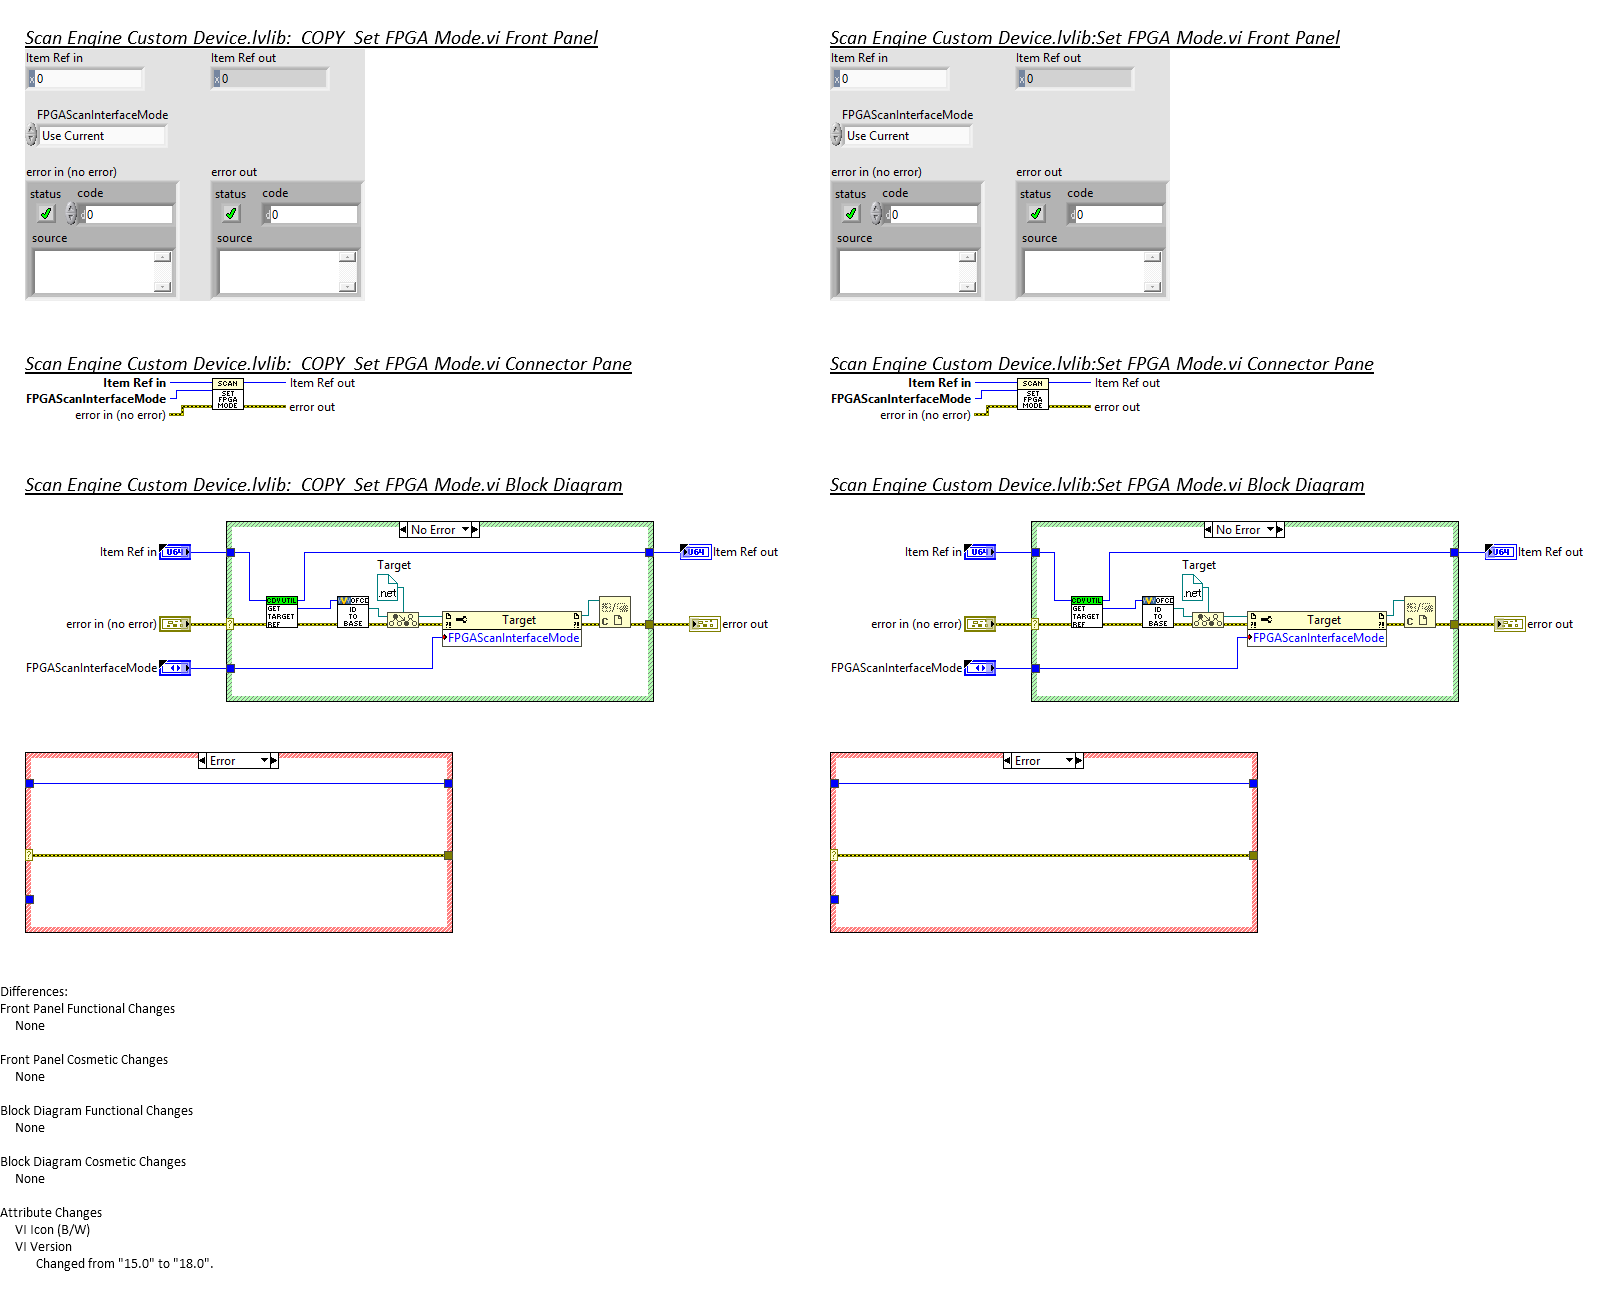 Scan Engine Custom Device.lvlib:  COPY  Set FPGA Mode.vi Front Panel
Item Ref in
Item Ref out
x 0
x 0
FPGAScanInterfaceMode
Use Current
error in (no error)
error out
status
code
status
code
d 0
d 0
source
source
Scan Engine Custom Device.lvlib:Set FPGA Mode.vi Front Panel
Item Ref in
Item Ref out
x 0
x 0
FPGAScanInterfaceMode
Use Current
error in (no error)
error out
status
code
status
code
d 0
d 0
source
source
Scan Engine Custom Device.lvlib:  COPY  Set FPGA Mode.vi Connector Pane
Item Ref in
SCAN
Item Ref out
FPGAScanInterfaceMode
SET
FPGA
MODE
error in (no error)
error out
Scan Engine Custom Device.lvlib:Set FPGA Mode.vi Connector Pane
Item Ref in
SCAN
Item Ref out
FPGAScanInterfaceMode
SET
FPGA
MODE
error in (no error)
error out
Scan Engine Custom Device.lvlib:  COPY  Set FPGA Mode.vi Block Diagram
No Error
Item Ref in
U64
U64
Item Ref out
Target
.net
CDV UTIL
GET
TARGET
REF
OFCD
ID
TO
BASE
Target
FPGAScanInterfaceMode
C
error in (no error)
?
error out
FPGAScanInterfaceMode
Error
?
Scan Engine Custom Device.lvlib:Set FPGA Mode.vi Block Diagram
No Error
Item Ref in
U64
U64
Item Ref out
Target
.net
CDV UTIL
GET
TARGET
REF
OFCD
ID
TO
BASE
Target
FPGAScanInterfaceMode
C
error in (no error)
?
error out
FPGAScanInterfaceMode
Error
?
Differences:
Front Panel Functional Changes
None
Front Panel Cosmetic Changes
None
Block Diagram Functional Changes
None
Block Diagram Cosmetic Changes
None
Attribute Changes
VI Icon (B/W)
VI Version
Changed from "15.0" to "18.0".